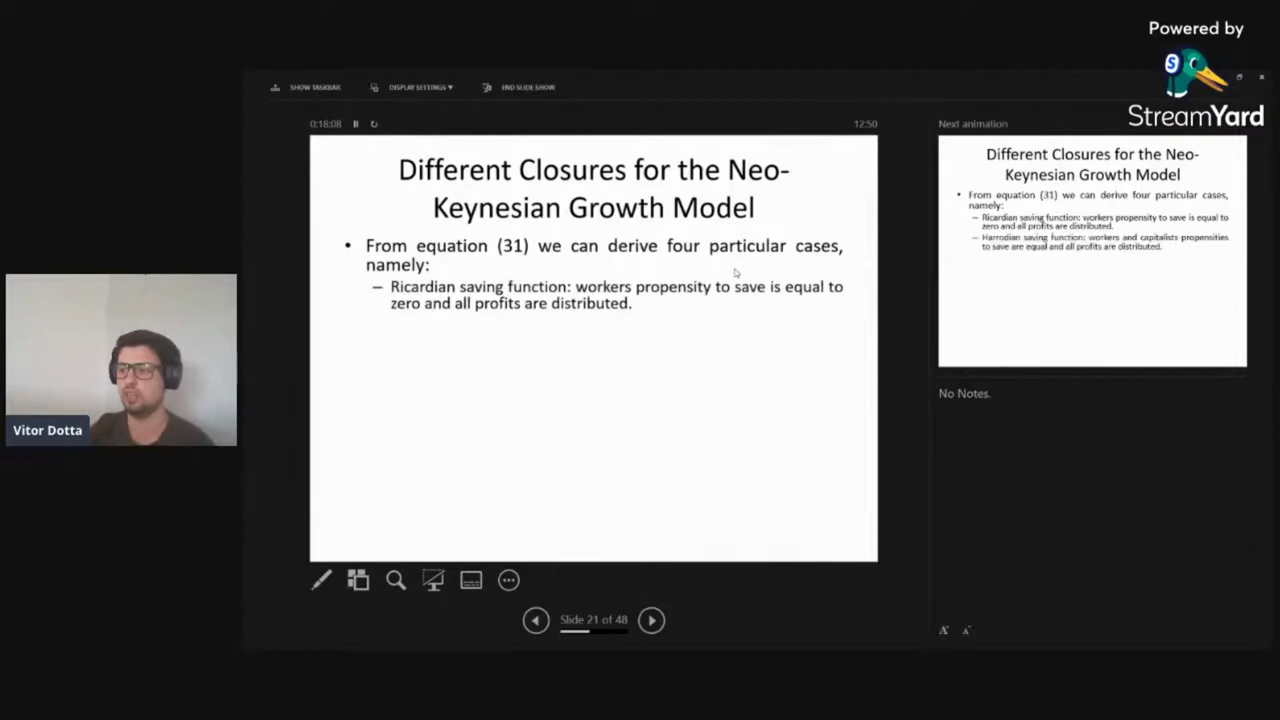 Powered by
S
StreamYard
SHOW TASKBAR
DISPLAY SETTINGS ▾
END SLIDE SHOW
0:18:08
12:50
Different Closures for the Neo-
Keynesian Growth Model
• From equation (31) we can derive four particular cases,
namely:
– Ricardian saving function: workers propensity to save is equal to
zero and all profits are distributed.
Next animation
Different Closures for the Neo-
Keynesian Growth Model
• From equation (31) we can derive four particular cases,
namely:
– Ricardian saving function: workers propensity to save is equal to
zero and all profits are distributed.
– Harrodian saving function: workers and capitalists propensities
to save are equal and all profits are distributed.
No Notes.
Vitor Dotta
Slide 21 of 48
A A